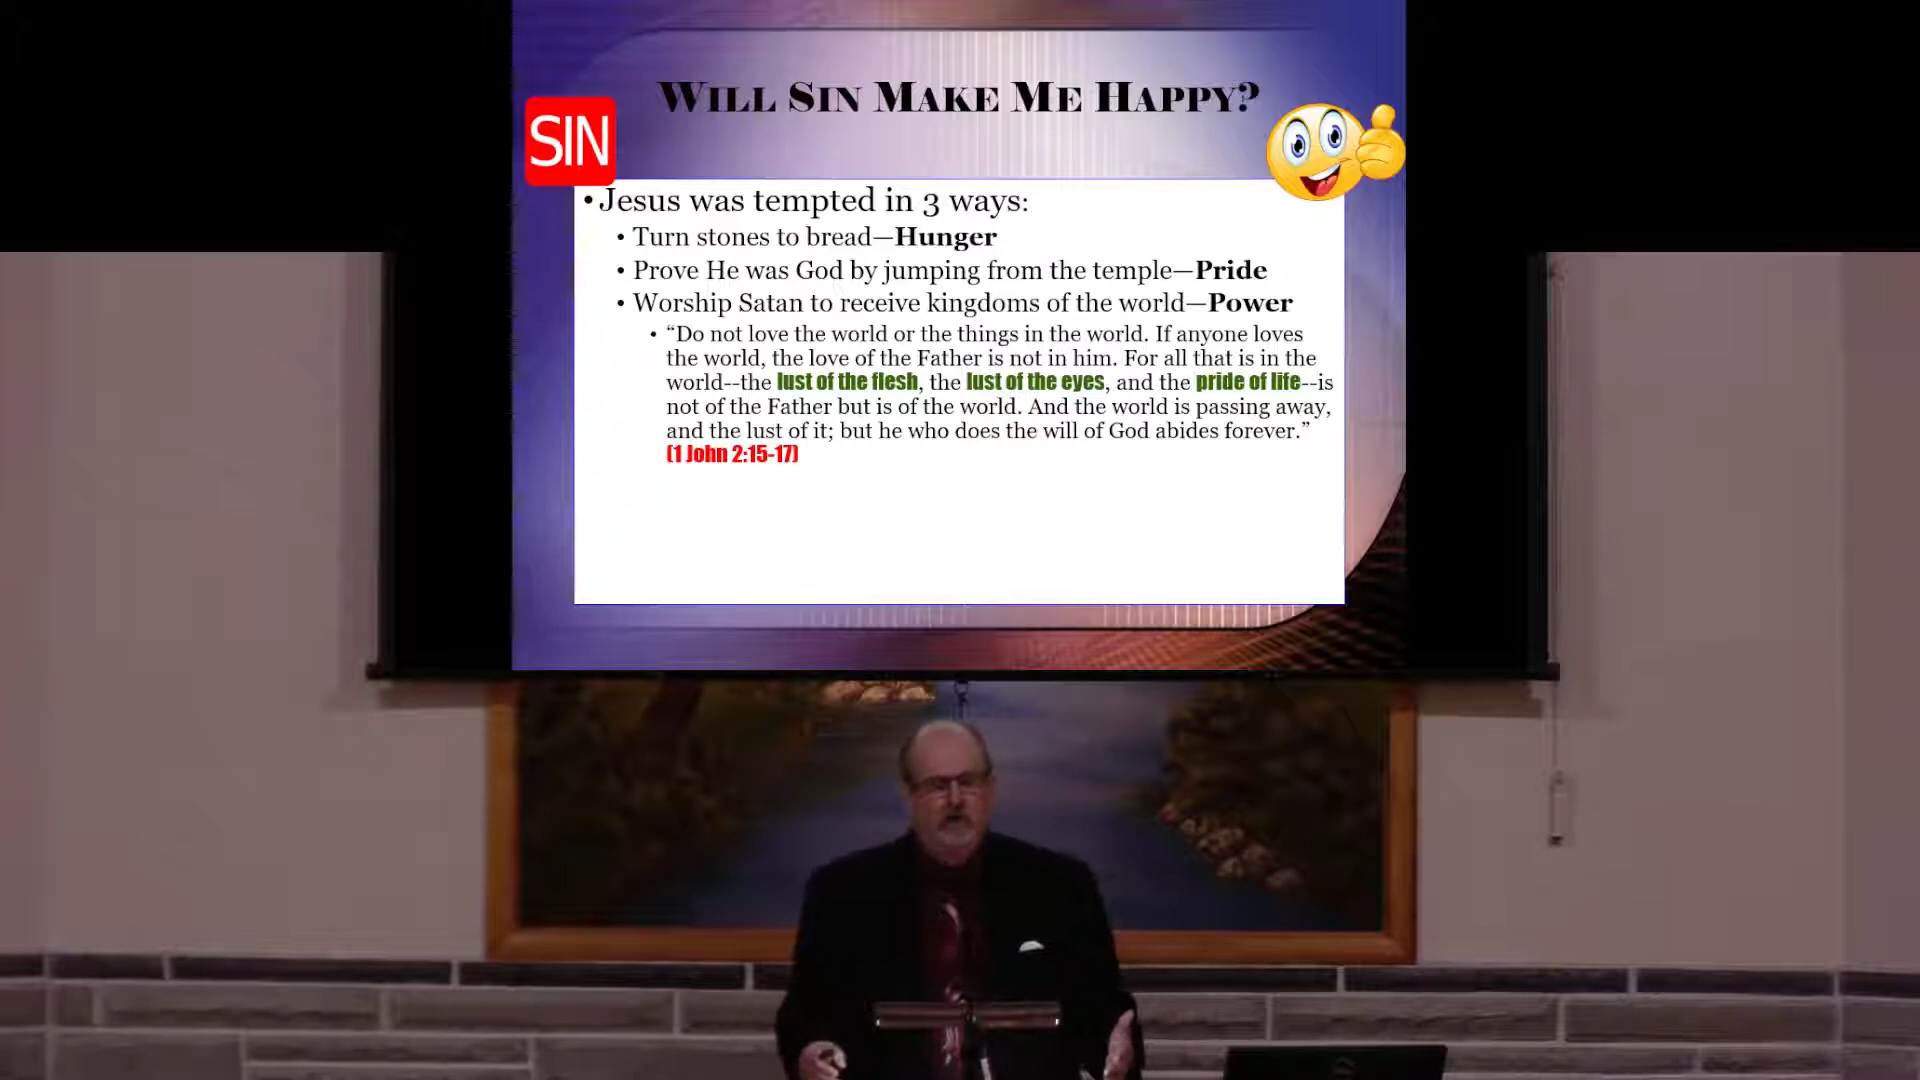 WILL SIN MAKE ME HAPPY?
SIN
• Jesus was tempted in 3 ways:
• Turn stones to bread—Hunger
• Prove He was God by jumping from the temple—Pride
• Worship Satan to receive kingdoms of the world—Power
• “Do not love the world or the things in the world. If anyone loves
the world, the love of the Father is not in him. For all that is in the
world--the lust of the flesh, the lust of the eyes, and the pride of life--is
not of the Father but is of the world. And the world is passing away,
and the lust of it; but he who does the will of God abides forever.”
(1 John 2:15-17)